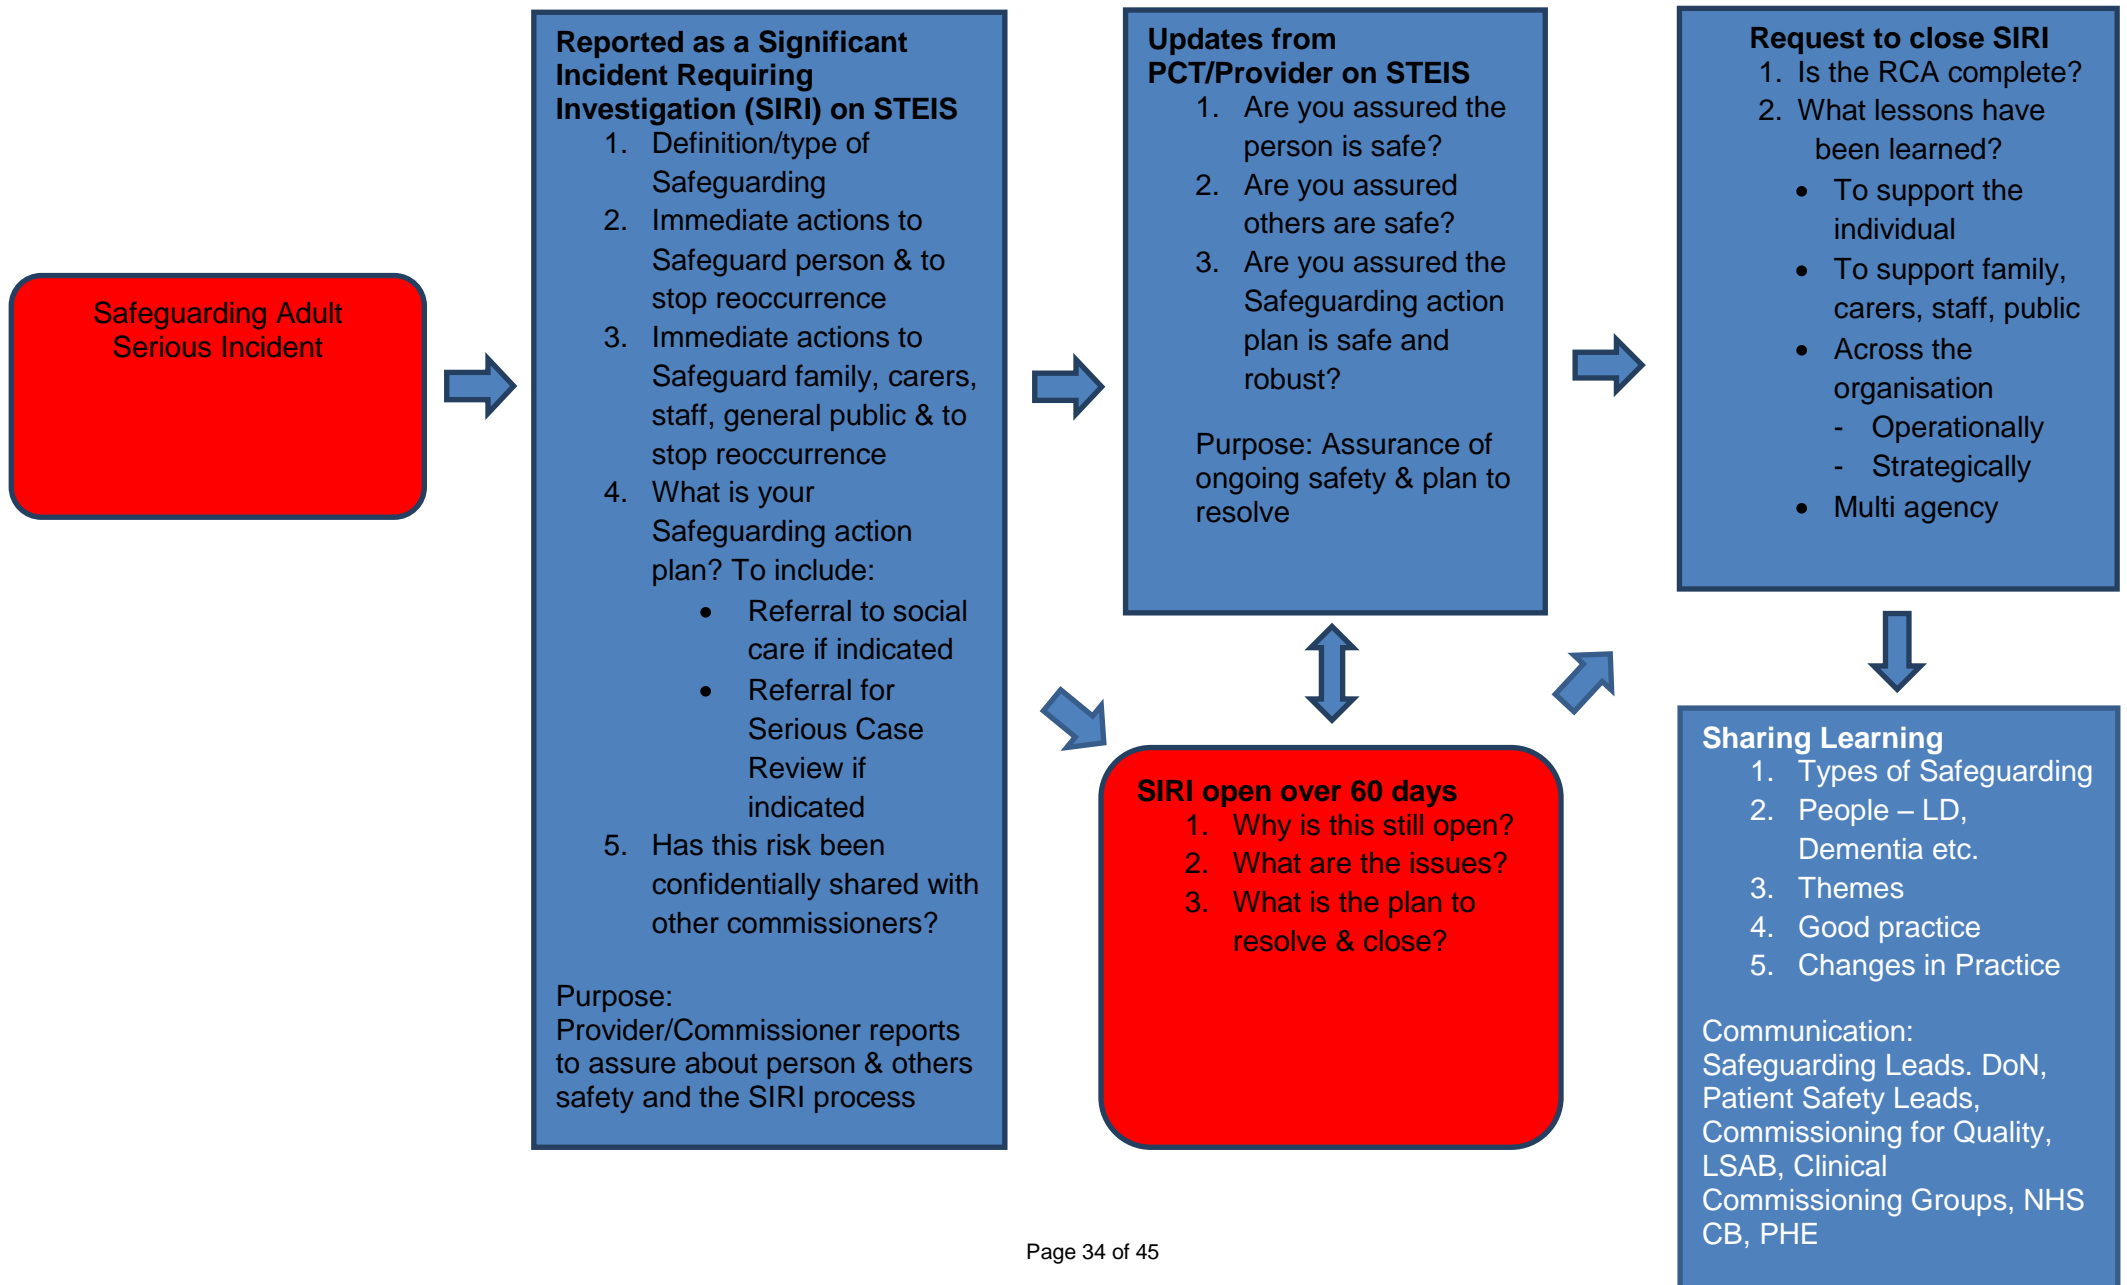 Safeguarding Adult
Serious Incident
Reported as a Significant
Incident Requiring
Investigation (SIRI) on STEIS
1. Definition/type of
Safeguarding
2. Immediate actions to
Safeguard person & to
stop reoccurrence
3. Immediate actions to
Safeguard family, carers,
staff, general public & to
stop reoccurrence
4. What is your
Safeguarding action
plan? To include:
• Referral to social
care if indicated
• Referral for
Serious Case
Review if
indicated
5. Has this risk been
confidentially shared with
other commissioners?
Purpose:
Provider/Commissioner reports
to assure about person & others
safety and the SIRI process
Updates from
PCT/Provider on STEIS
1. Are you assured the
person is safe?
2. Are you assured
others are safe?
3. Are you assured the
Safeguarding action
plan is safe and
robust?
Purpose: Assurance of
ongoing safety & plan to
resolve
SIRI open over 60 days
1. Why is this still open?
2. What are the issues?
3. What is the plan to
resolve & close?
Request to close SIRI
1. Is the RCA complete?
2. What lessons have
been learned?
• To support the
individual
• To support family,
carers, staff, public
• Across the
organisation
- Operationally
- Strategically
• Multi agency
Sharing Learning
1. Types of Safeguarding
2. People – LD,
Dementia etc.
3. Themes
4. Good practice
5. Changes in Practice
Communication:
Safeguarding Leads. DoN,
Patient Safety Leads,
Commissioning for Quality,
LSAB, Clinical
Commissioning Groups, NHS
CB, PHE
Page 34 of 45